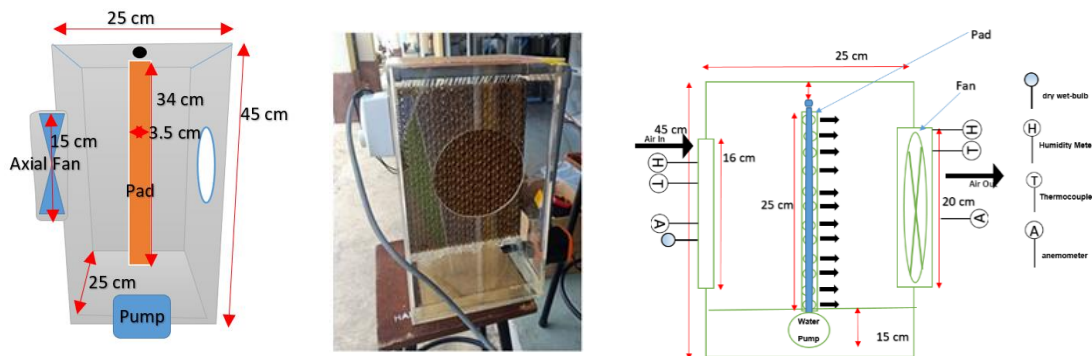 25 cm
34 cm
45 cm
15 cm
3.5cm
Axial Fan
Pad
25 cm
Pump
HA
Pad
25 cm
Fan
dry wet-bulb
45 cm
Air In
H
T
A
16 cm
25 cm
H
T
Air Out
20 cm
A
H
Humidity Mete
T
Thermocouple
A
anemometer
Water
Pump
15 cm